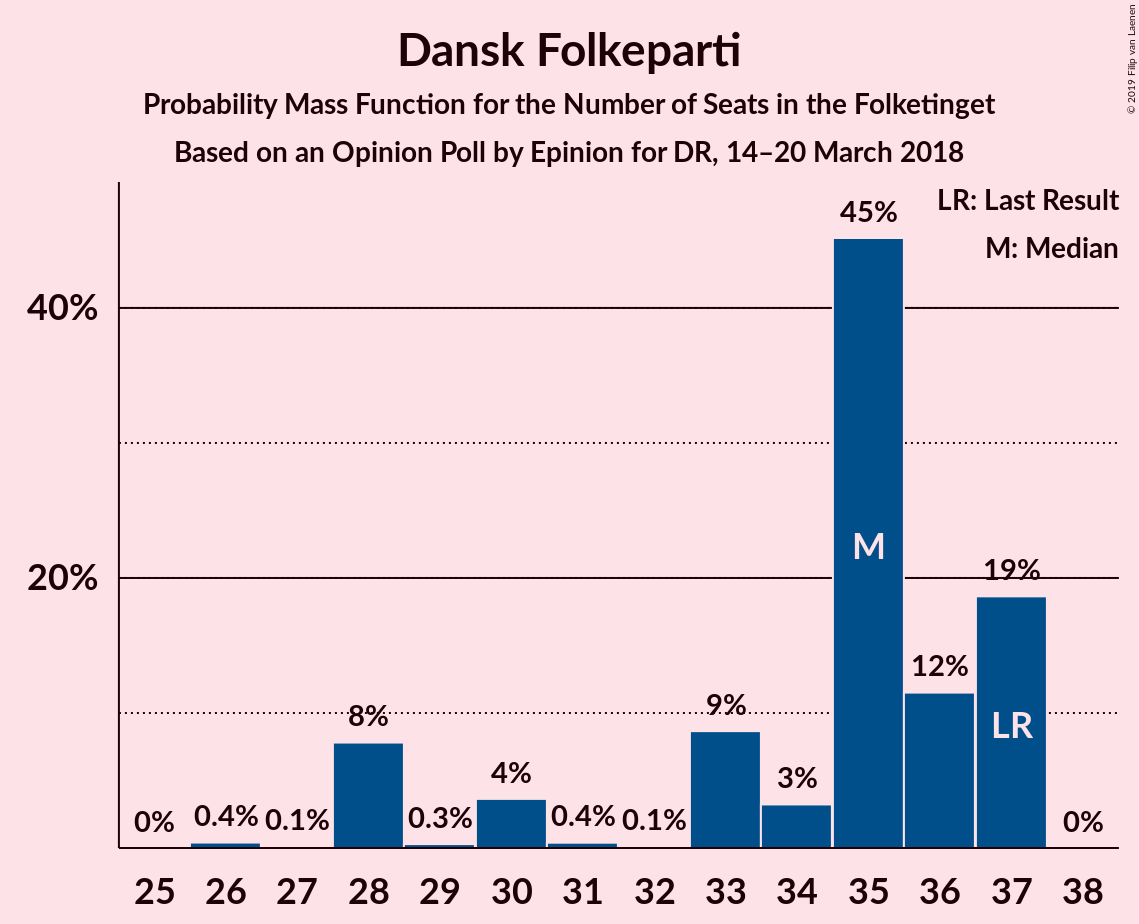 Dansk Folkeparti
Probability Mass Function for the Number of Seats in the Folketinget
Based on an Opinion Poll by Epinion for DR, 14–20 March 2018
© 2019 Filip van Laenen
LR: Last Result
M: Median
40%
20%
0%
0.4%
0.1%
8%
0.3%
4%
0.4%
0.1%
9%
3%
45%
12%
19%
0%
M
LR
25 26 27 28 29 30 31 32 33 34 35 36 37 38